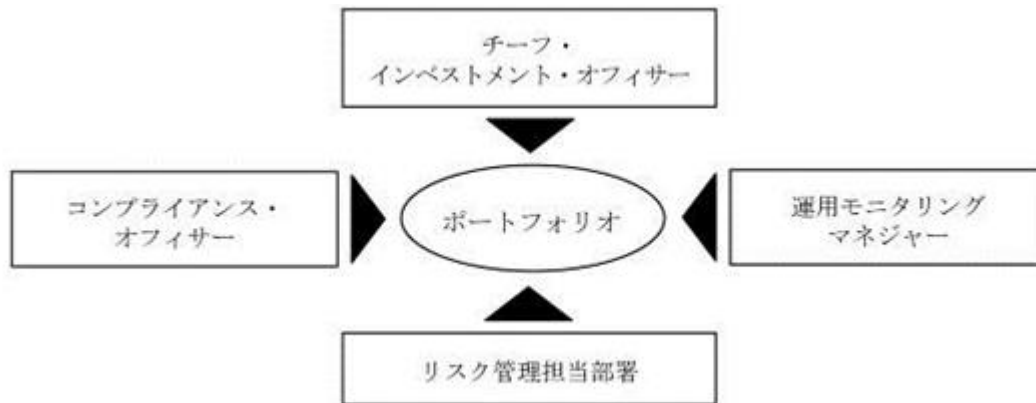 チーフ・
インベストメント・オフィサー
コンプライアンス・
オフィサー
ポートフォリオ
運用モニタリング
マネジャー
リスク管理担当部署